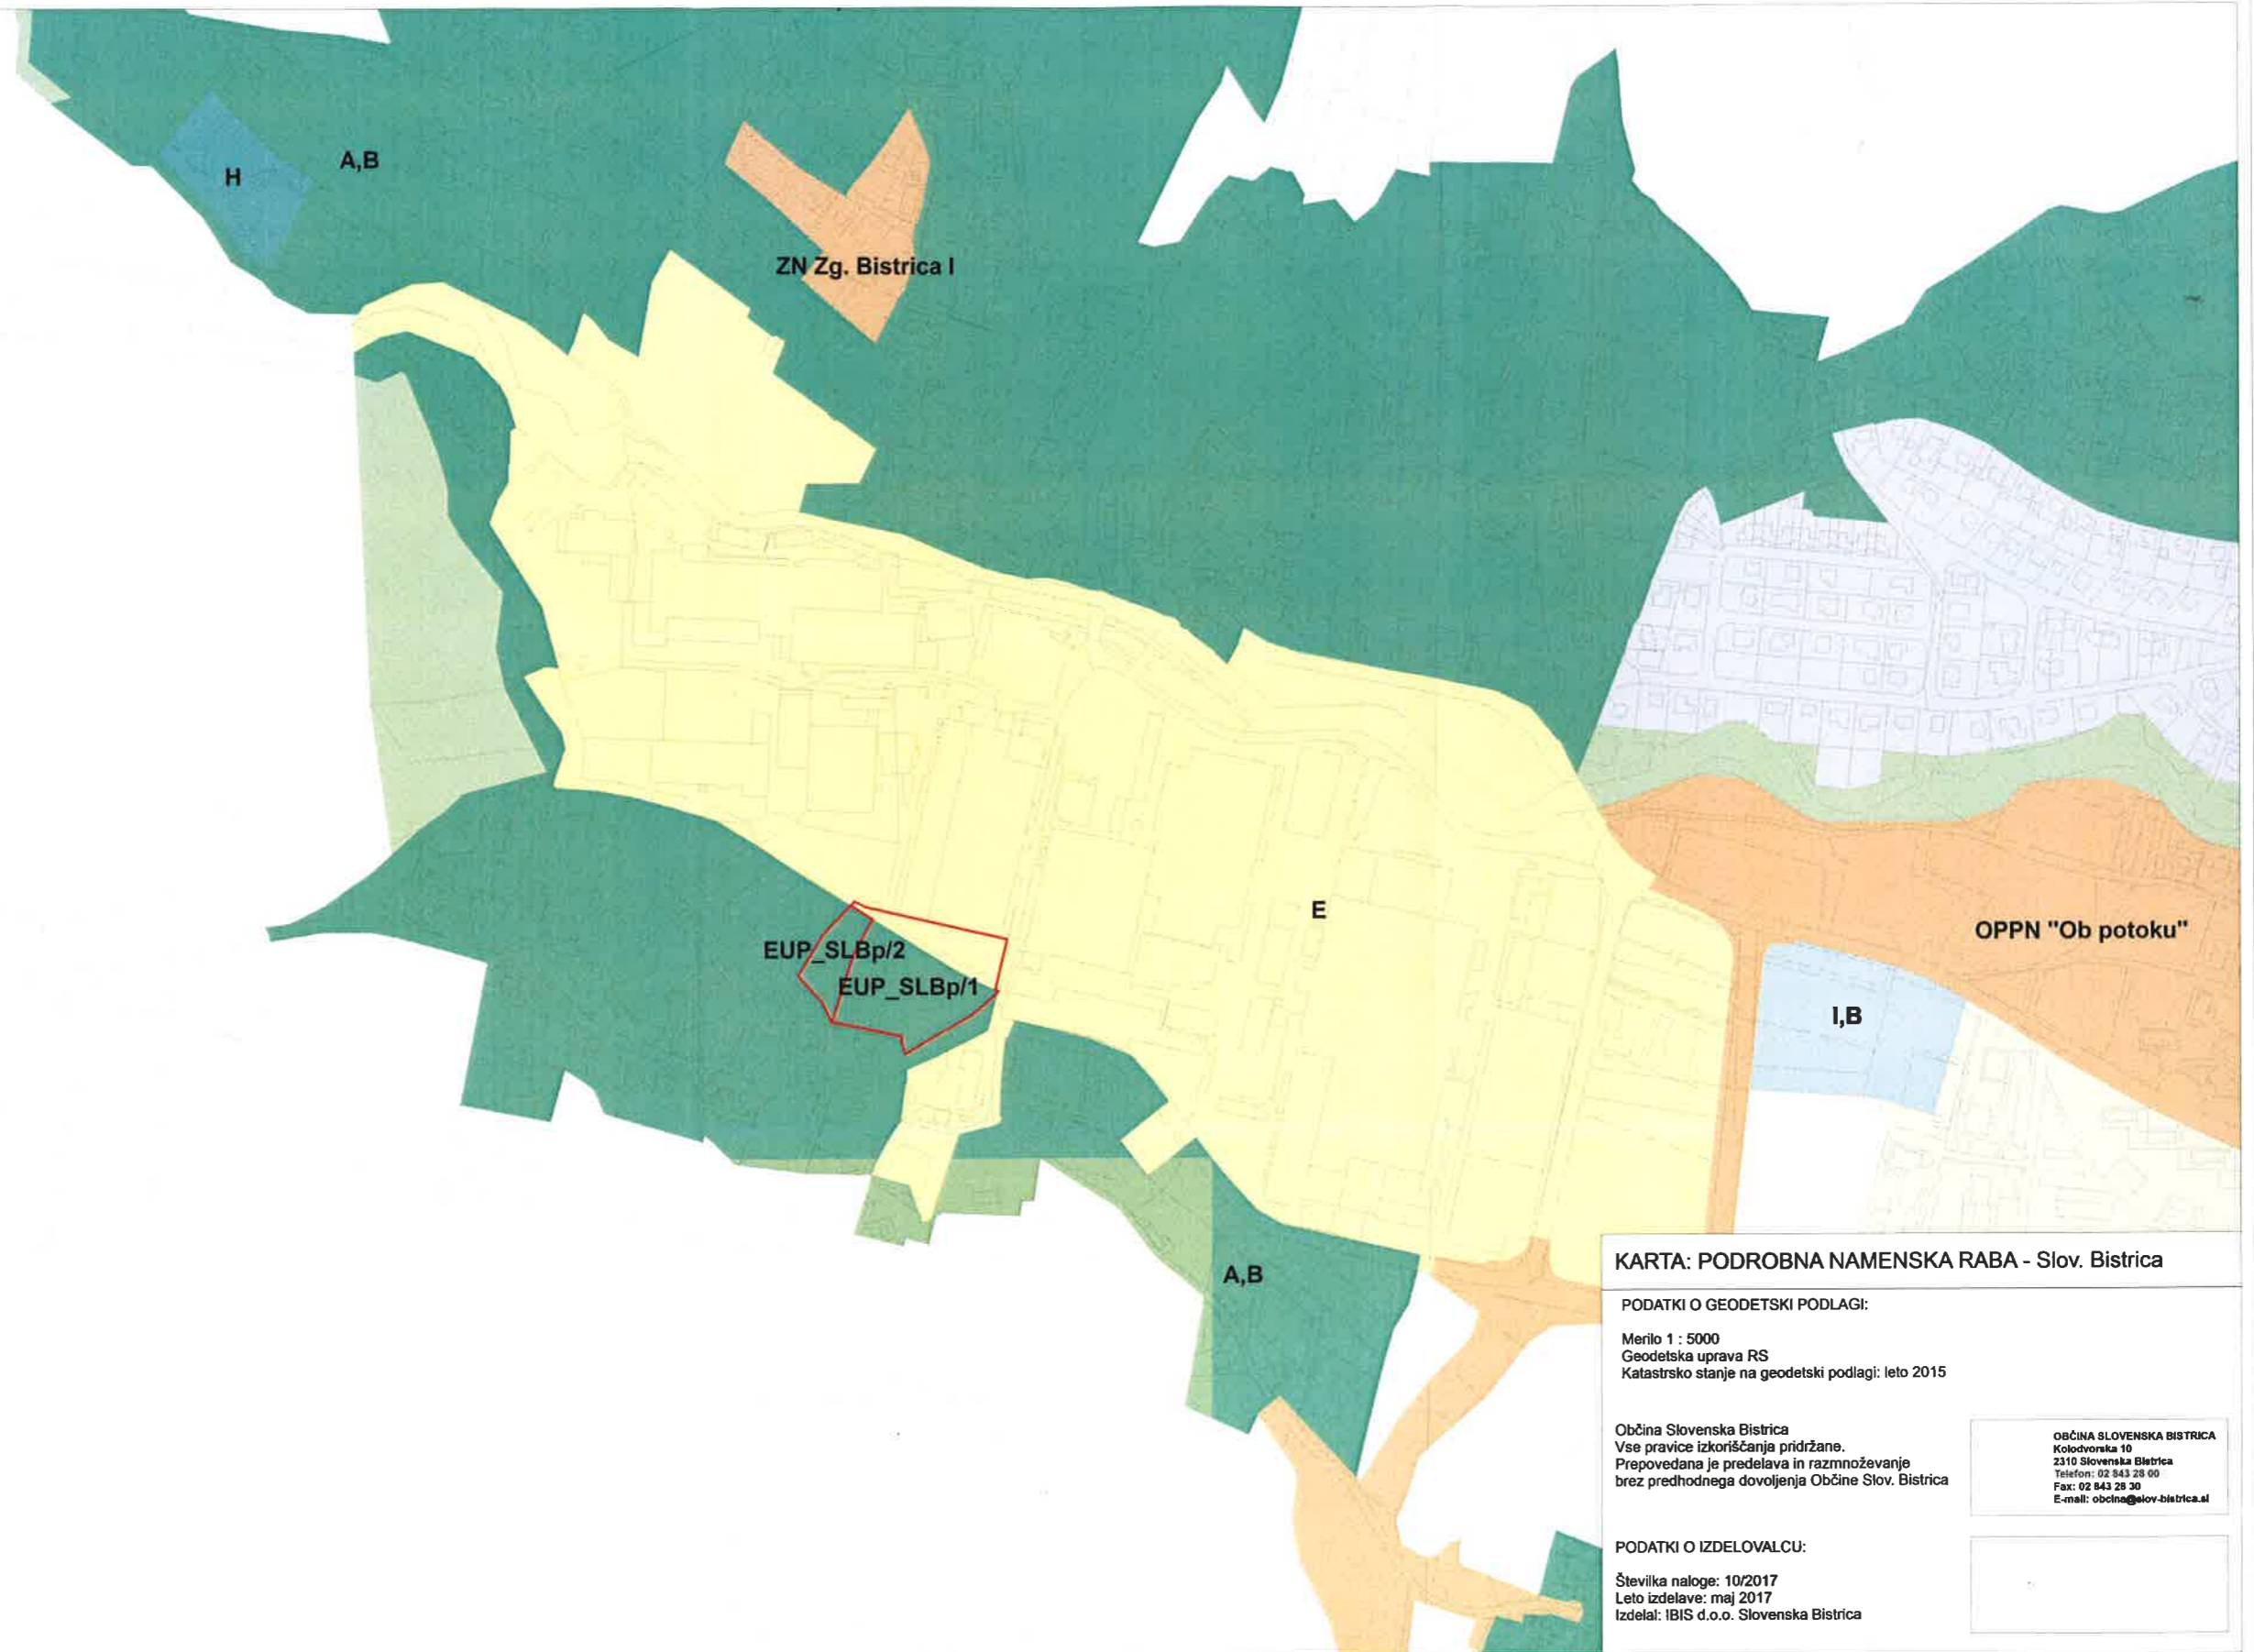 H
A,B
ZN Zg. Bistrica I
E
EUP_SLBp/2
EUP_SLBp/1
OPPN "Ob potoku"
I,B
A,B
KARTA: PODROBNA NAMENSKA RABA - Slov. Bistrica
PODATKI O GEODETSKI PODLAGI:
Merilo 1 : 5000
Geodetska uprava RS
Katastrsko stanje na geodetski podlagi: leto 2015
Občina Slovenska Bistrica
Vse pravice izkoriščanja pridržane.
Prepovedana je predelava in razmnoževanje
brez predhodnega dovoljenja Občine Slov. Bistrica
OBČINA SLOVENSKA BISTRICA
Kolodvorska 10
2310 Slovenska Bistrica
Telefon: 02 843 28 00
Fax: 02 843 28 30
E-mail: obcina@slov-bistrica.si
PODATKI O IZDELOVALCU:
Številka naloge: 10/2017
Leto izdelave: maj 2017
Izdelal: IBIS d.o.o. Slovenska Bistrica